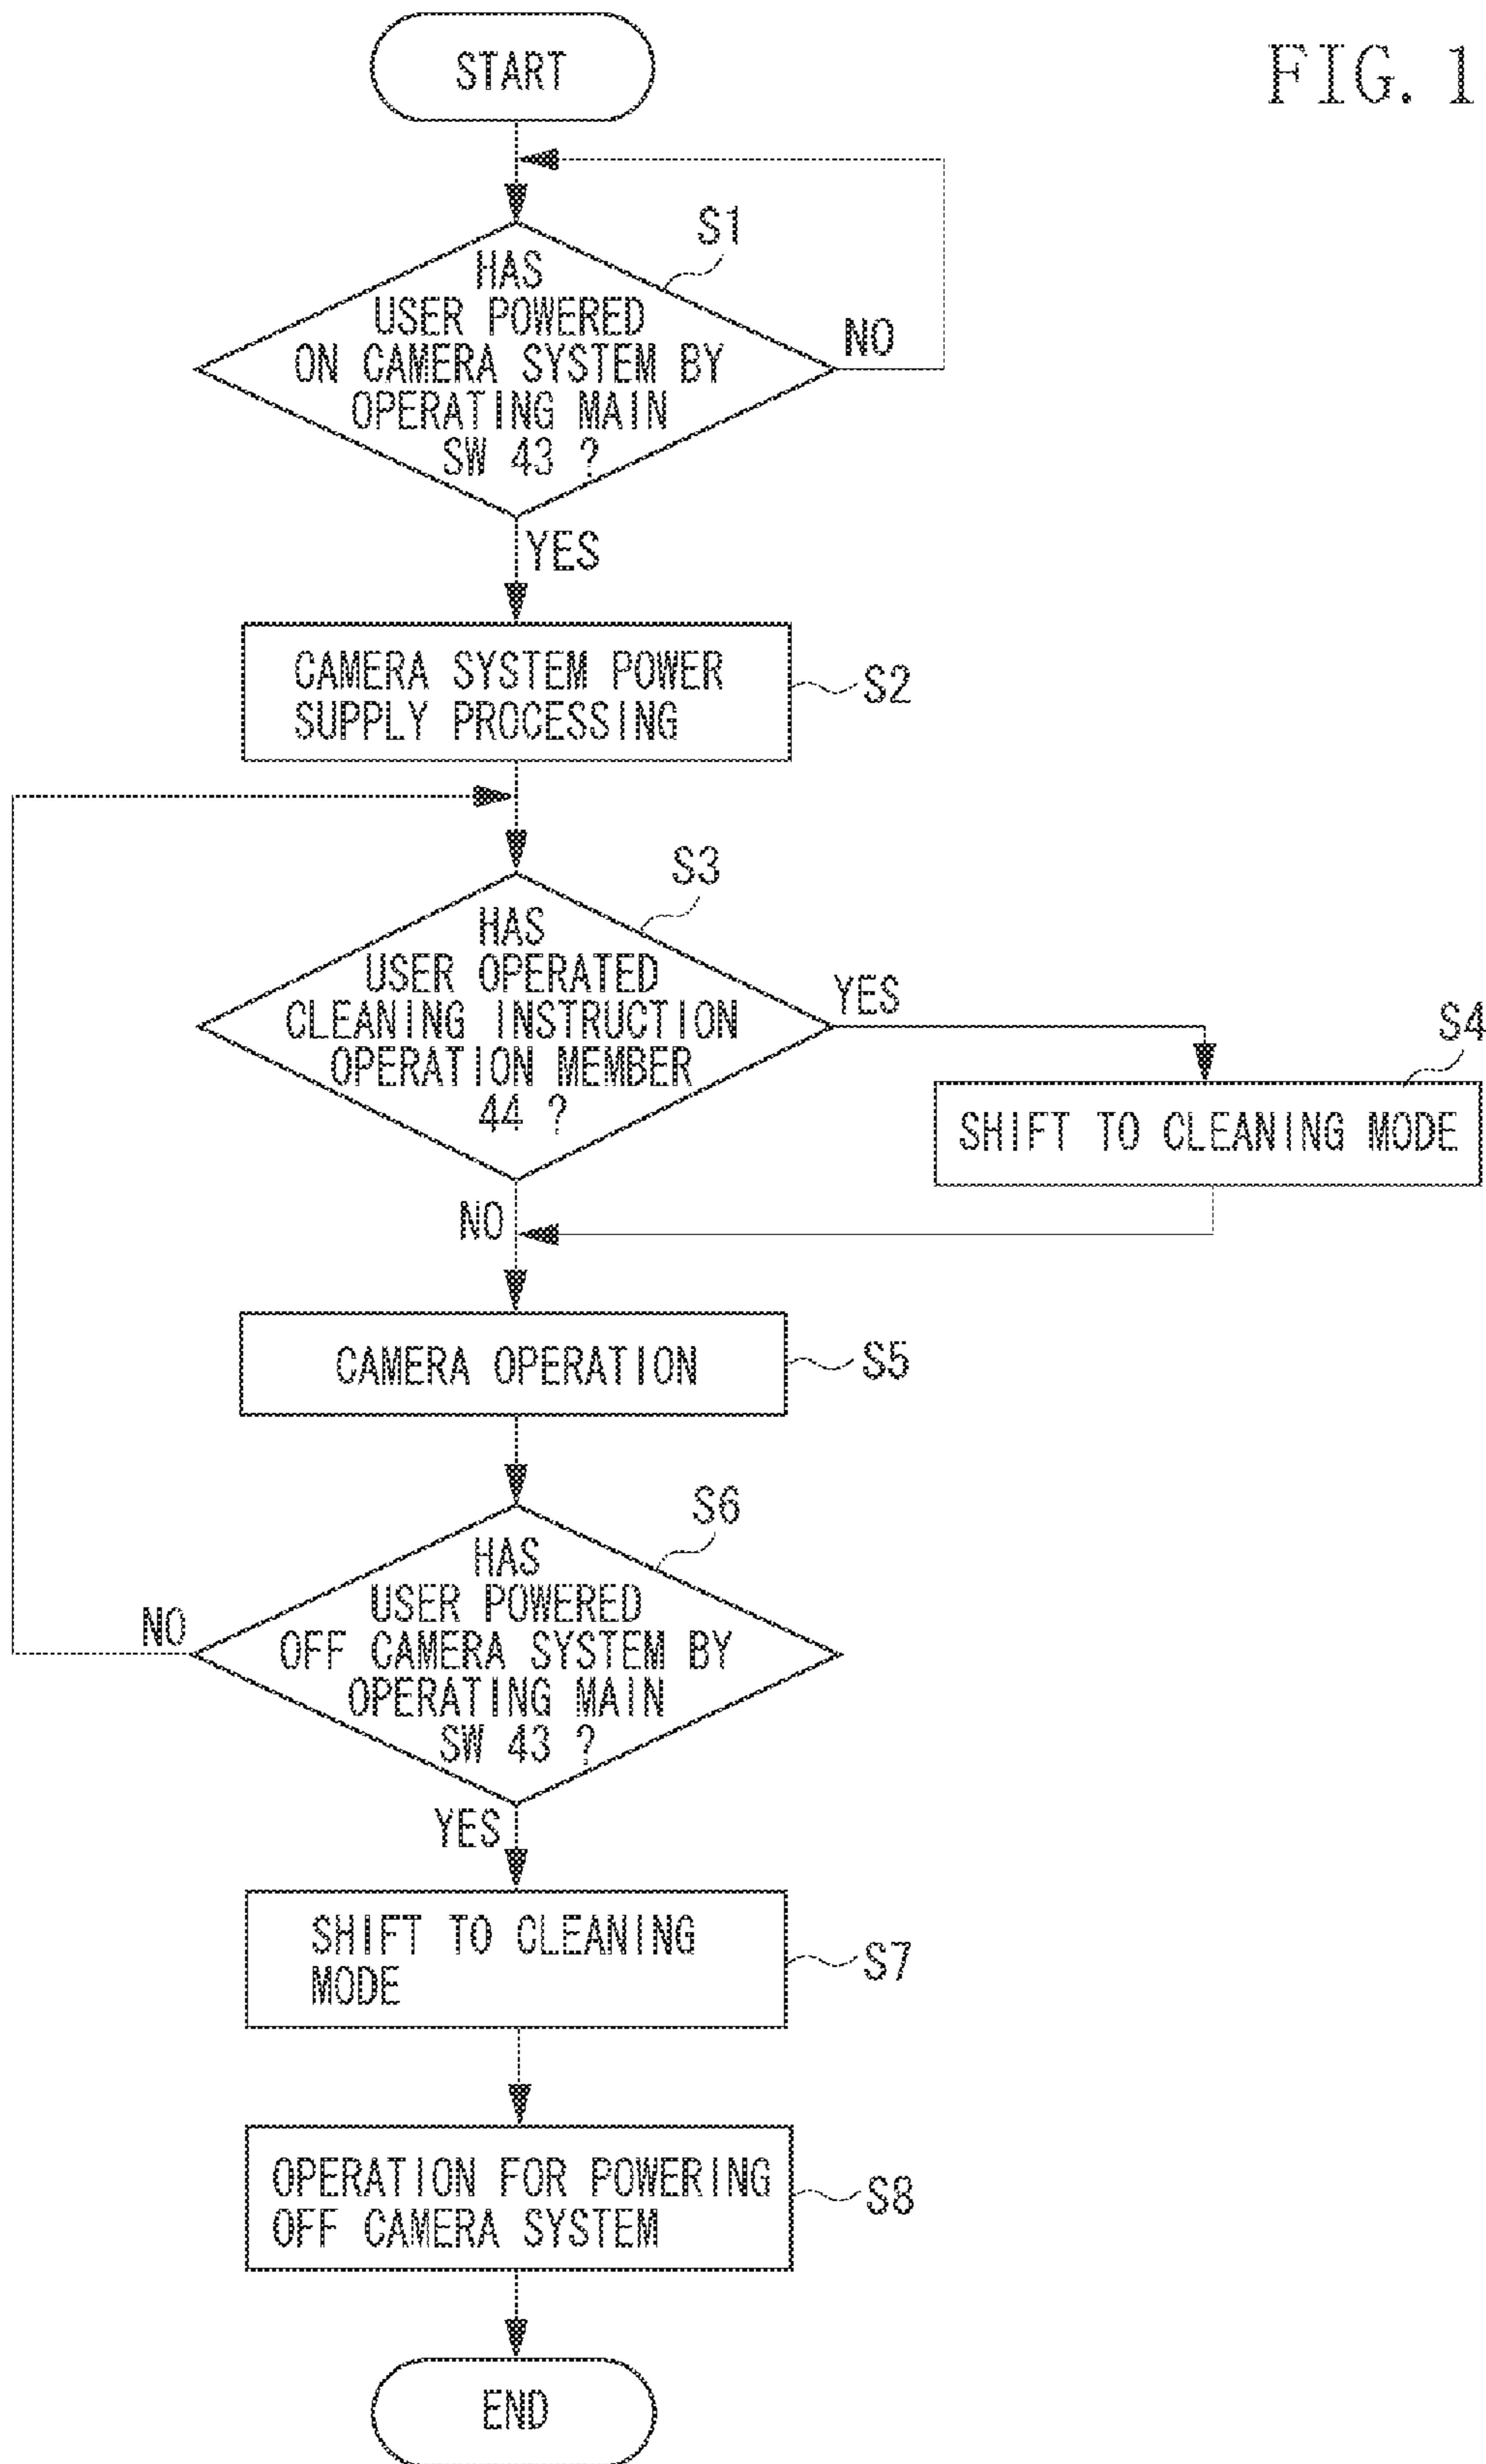 START
FIG. 1
S1
HAS
USER POWERED
ON CAMERA SYSTEM BY
OPERATING MAIN
SW 43 ?
NO
YES
CAMERA SYSTEM POWER
SUPPLY PROCESSING
S2
S3
HAS
USER OPERATED
CLEANING INSTRUCTION
OPERATION MEMBER
44 ?
YES
S4
SHIFT TO CLEANING MODE
NO
CAMERA OPERATION
S5
S6
HAS
USER POWERED
OFF CAMERA SYSTEM BY
OPERATING MAIN
SW 43 ?
NO
YES
SHIFT TO CLEANING
MODE
S7
OPERATION FOR POWERING
OFF CAMERA SYSTEM
S8
END